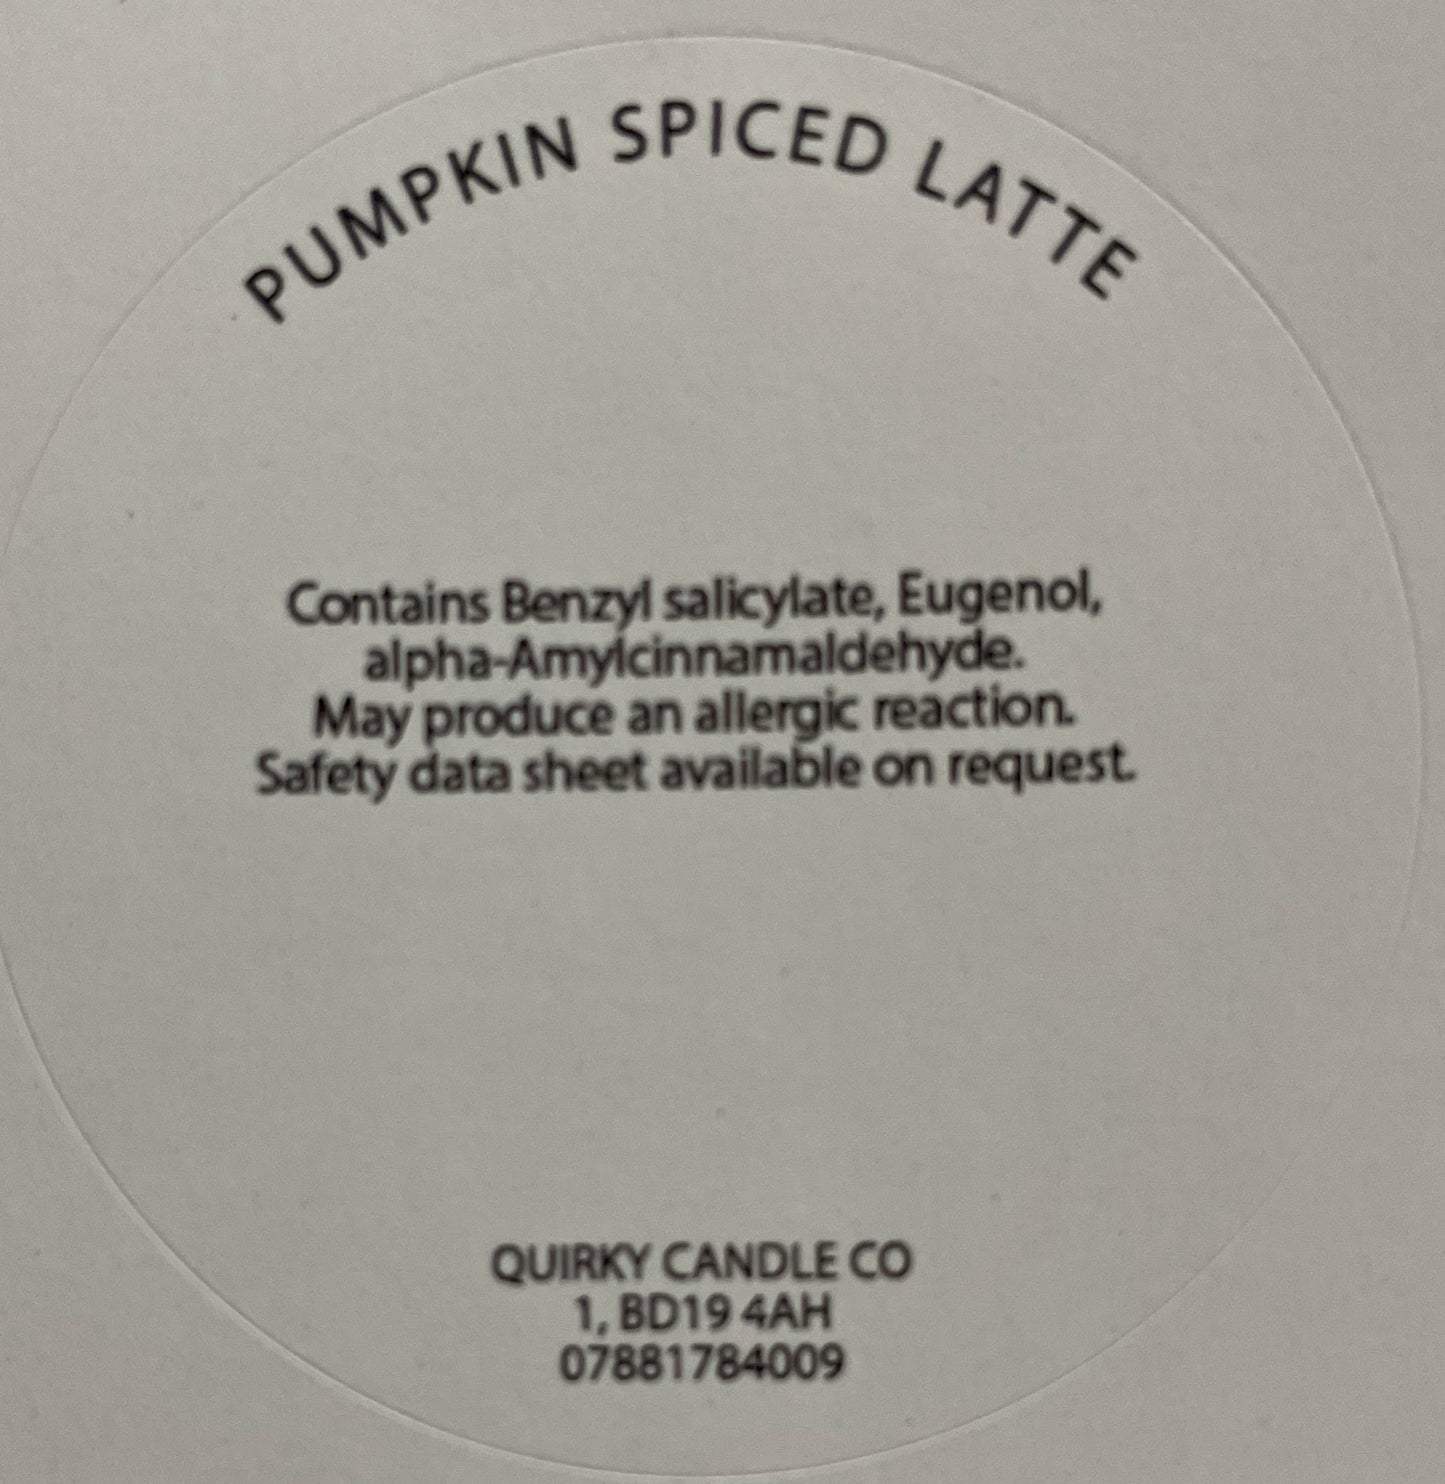 PUMPKIN SPICED LATTE
Contains Benzyl salicylate, Eugenol,
alpha-Amylcinnamaldehyde.
May produce an allergic reaction.
Safety data sheet available on request.
QUIRKY CANDLE CO
1, BD19 4AH
07881784009